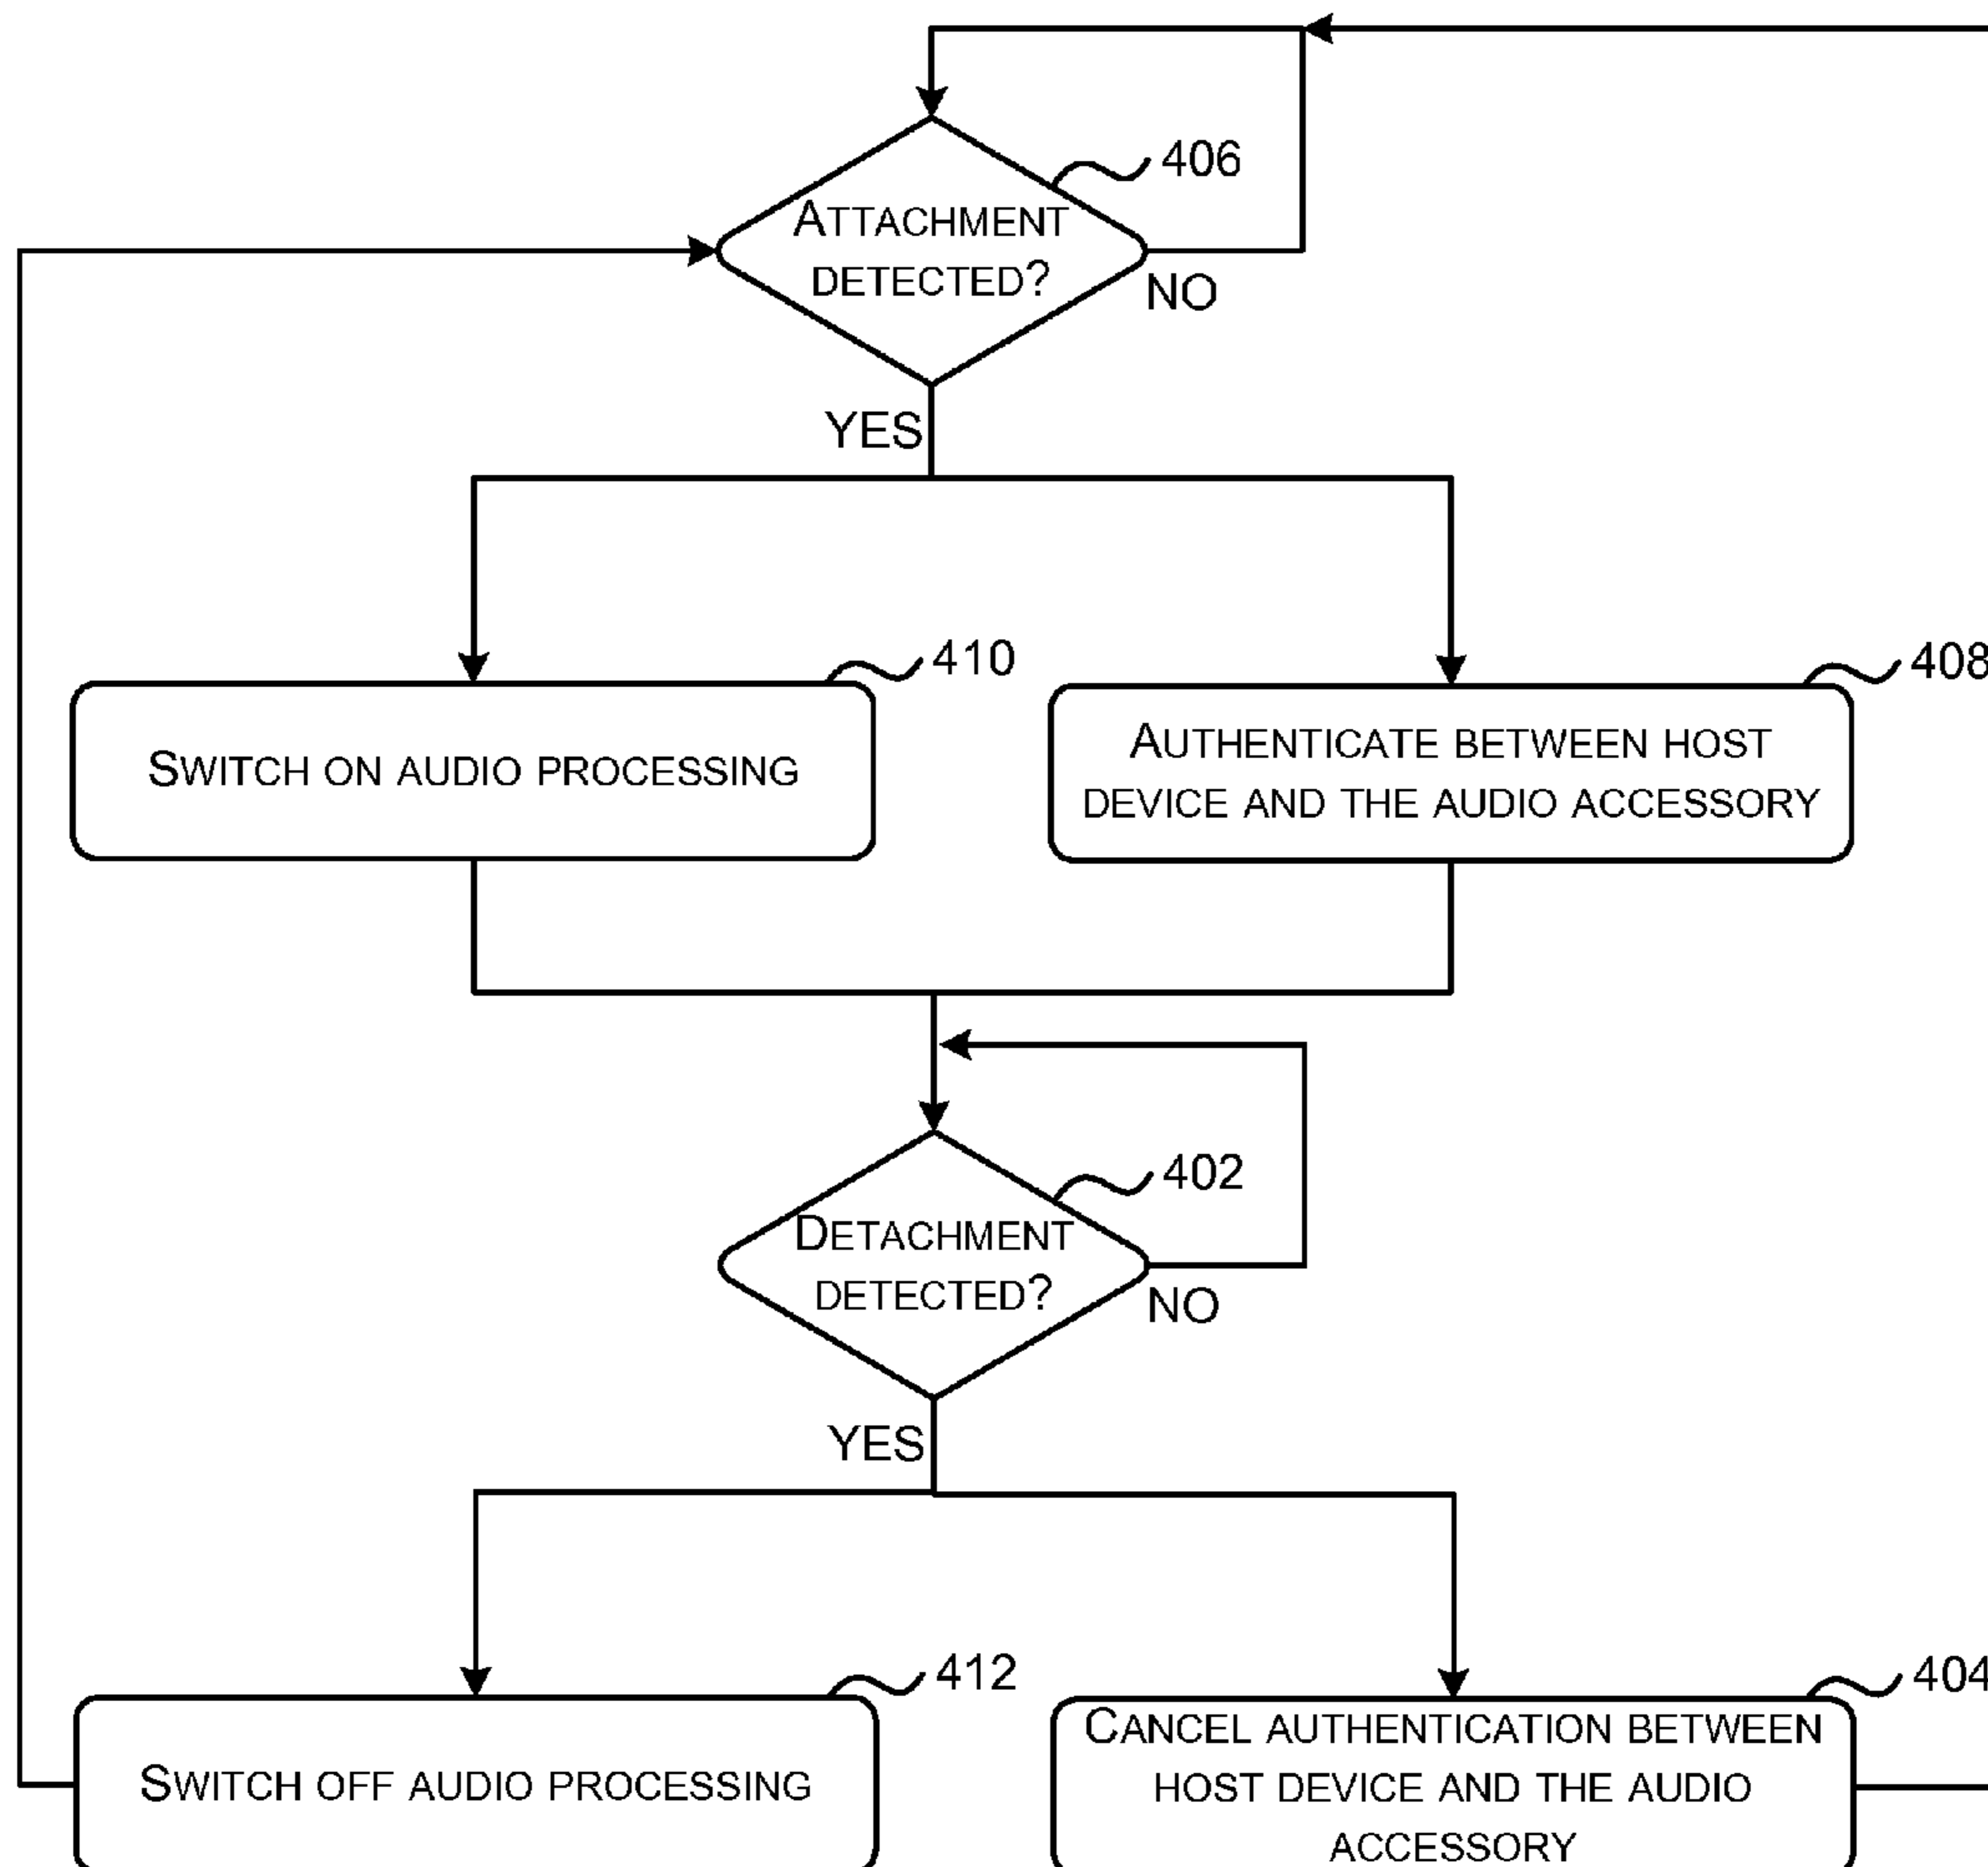 406
ATTACHMENT
DETECTED?
NO
YES
410
SWITCH ON AUDIO PROCESSING
408
AUTHENTICATE BETWEEN HOST
DEVICE AND THE AUDIO ACCESSORY
402
DETACHMENT
DETECTED?
NO
YES
412
SWITCH OFF AUDIO PROCESSING
404
CANCEL AUTHENTICATION BETWEEN
HOST DEVICE AND THE AUDIO
ACCESSORY